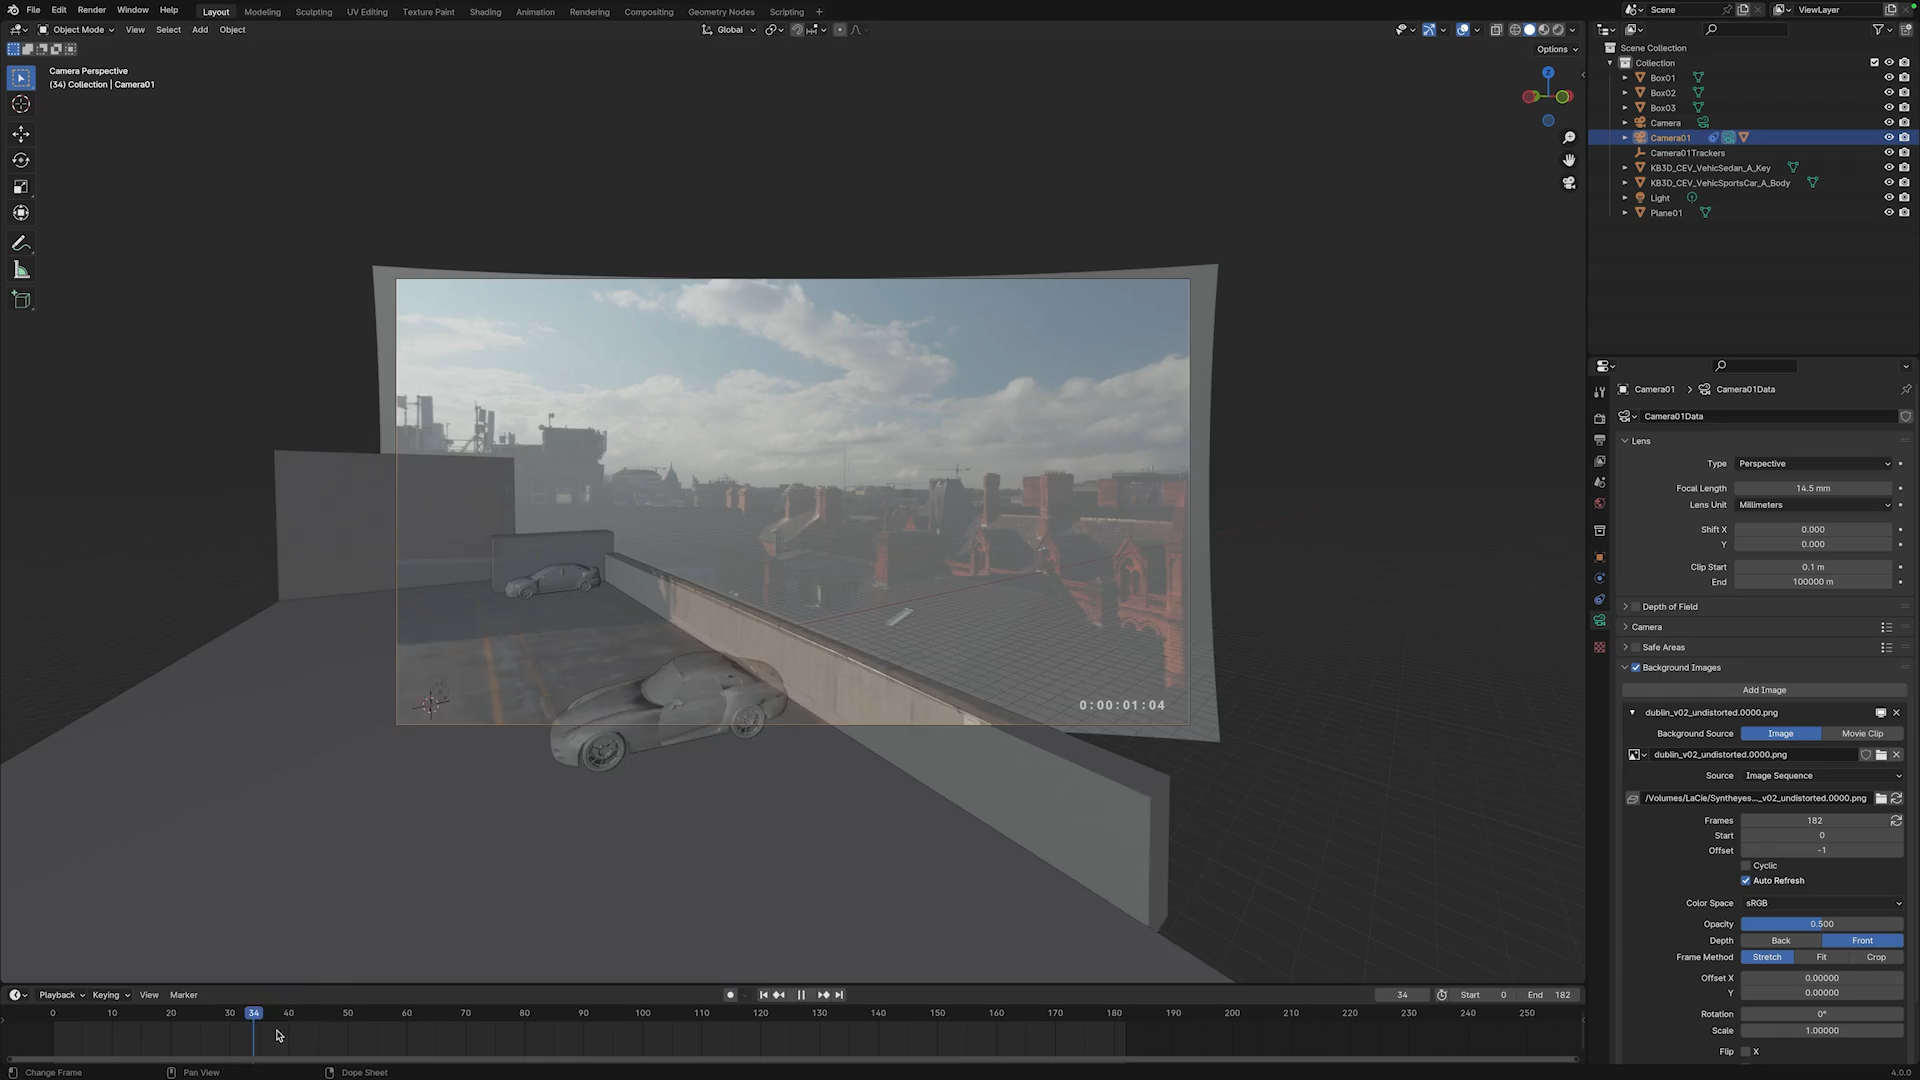 File Edit Render Window Help Layout Modeling Sculpting UV Editing Texture Paint Shading Animation Rendering Compositing Geometry Nodes Scripting + Scene ViewLayer
Object Mode View Select Add Object Global
Options
Camera Perspective
(34) Collection | Camera01
Z
0:00:01:04
Scene Collection
Collection
Box01
Box02
Box03
Camera
Camera01
Camera01Trackers
KB3D_CEV_VehicSedan_A_Key
KB3D_CEV_VehicSportsCar_A_Body
Light
Plane01
Camera01 > Camera01Data
Camera01Data
Lens
Type Perspective
Focal Length 14.5 mm
Lens Unit Millimeters
Shift X 0.000
Y 0.000
Clip Start 0.1 m
End 100000 m
Depth of Field
Camera
Safe Areas
Background Images
Add Image
dublin_v02_undistorted.0000.png
Background Source Image Movie Clip
dublin_v02_undistorted.0000.png
Source Image Sequence
/Volumes/LaCie/Syntheyes..._v02_undistorted.0000.png
Frames 182
Start 0
Offset -1
Cyclic
Auto Refresh
Color Space sRGB
Opacity 0.500
Depth Back Front
Frame Method Stretch Fit Crop
Offset X 0.00000
Y 0.00000
Rotation 0°
Scale 1.00000
Flip X
Playback Keying View Marker 34 Start 0 End 182
0 10 20 30 34 40 50 60 70 80 90 100 110 120 130 140 150 160 170 180 190 200 210 220 230 240 250
Change Frame Pan View Dope Sheet 4.0.0